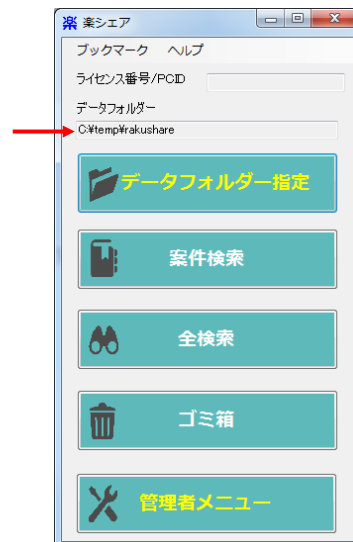 楽 楽シェア
ブックマーク ヘルプ
ライセンス番号/PCID
データフォルダー
C:¥temp¥rakushare
データフォルダー指定
案件検索
全検索
ゴミ箱
管理者メニュー